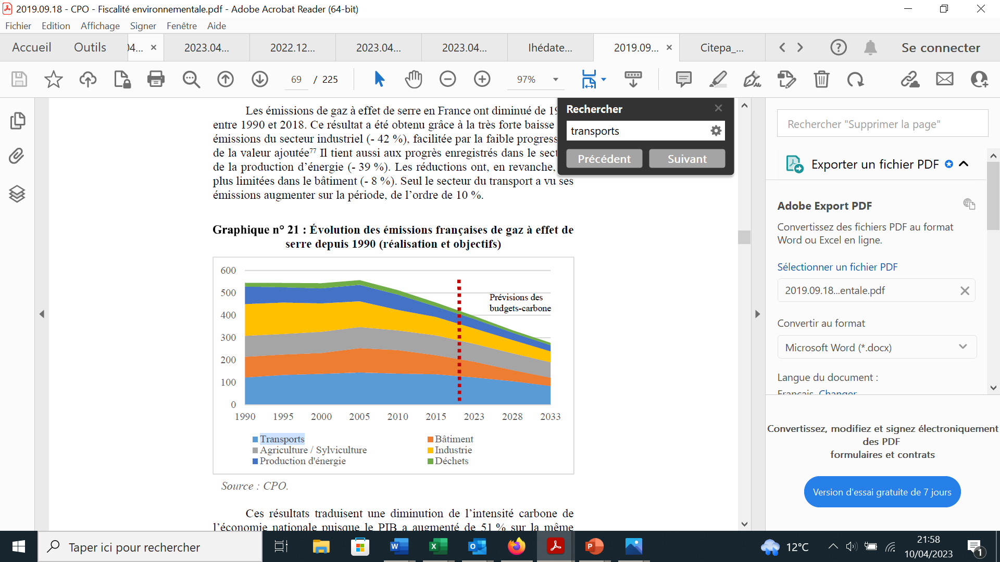 2019.09.18 - CPO - Fiscalité environnementale.pdf - Adobe Acrobat Reader (64-bit)
Fichier Edition Affichage Signer Fenêtre Aide
Accueil Outils 04... 2023.04... 2022.12... 2023.04... 2023.04... Ihédate... 2019.09... Citepa_... Se connecter
69 / 225 97%
Les émissions de gaz à effet de serre en France ont diminué de
entre 1990 et 2018. Ce résultat a été obtenu grâce à la très forte baisse
émissions du secteur industriel (- 42 %), facilitée par la faible
de la valeur ajoutée77 Il tient aussi aux progrès enregistrés dans le
de la production d'énergie (- 39 %). Les réductions ont, en revanche,
plus limitées dans le bâtiment (- 8 %). Seul le secteur du transport a vu ses
émissions augmenter sur la période, de l'ordre de 10 %.
Rechercher
transports
Précédent Suivant
Graphique n° 21 : Évolution des émissions françaises de gaz à effet de
serre depuis 1990 (réalisation et objectifs)
600
500
400
300
200
100
0
Prévisions des
budgets-carbone
1990 1995 2000 2005 2010 2015 2023 2028 2033
Transports Bâtiment
Agriculture / Sylviculture Industrie
Production d'énergie Déchets
Source : CPO.
Ces résultats traduisent une diminution de l'intensité carbone de
l'économie nationale puisque le PIB a augmenté de 51 % sur la même
Rechercher "Supprimer la page"
Exporter un fichier PDF
Adobe Export PDF
Convertissez des fichiers PDF au format
Word ou Excel en ligne.
Sélectionner un fichier PDF
2019.09.18...entale.pdf
Convertir au format
Microsoft Word (*.docx)
Langue du document :
Français Changer
Convertissez, modifiez et signez électroniquement
des PDF
formulaires et contrats
Version d'essai gratuite de 7 jours
Taper ici pour rechercher
12°C
21:58
10/04/2023
1